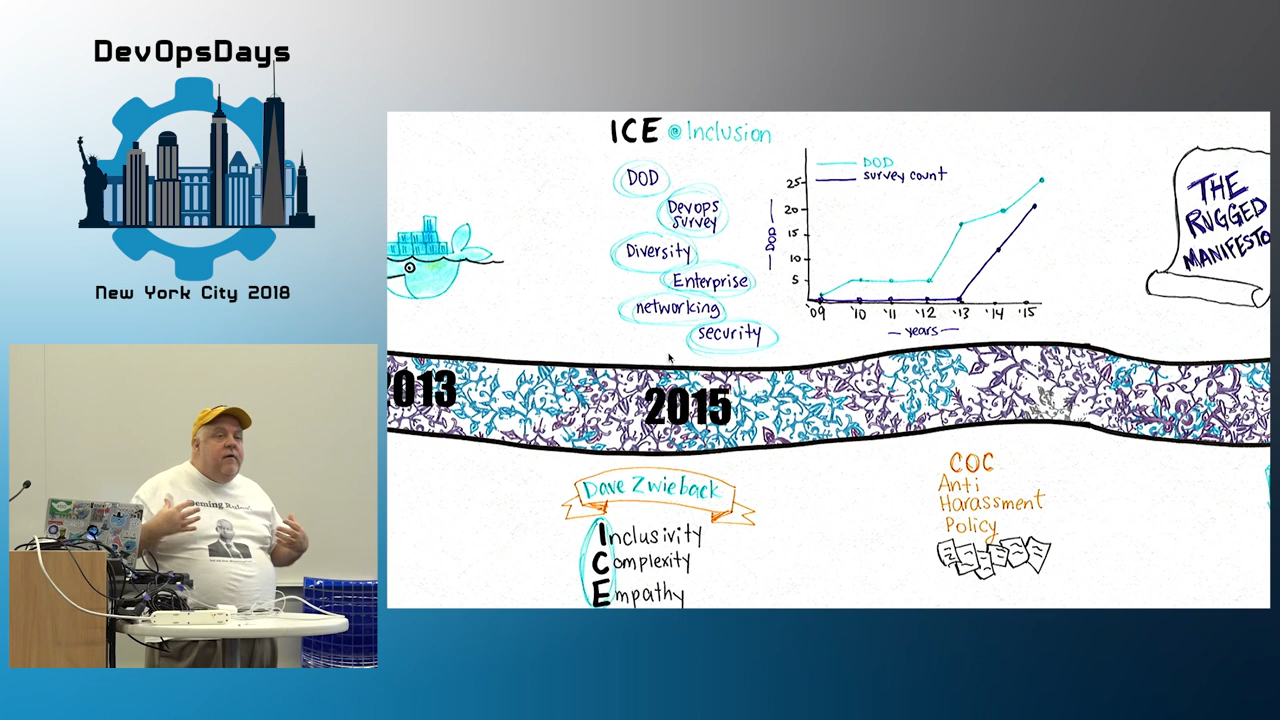 DevOpsDays
New York City 2018
Deming Rules!
ICE @ Inclusion
DOD
Devops
survey
Diversity
Enterprise
networking
security
DOD
survey count
25
20
15
10
5
DOD
'09 '10 '11 '12 '13 '14 '15
years
THE
RUGGED
MANIFESTO
2013
2015
Dave Zwieback
Inclusivity
Complexity
Empathy
COC
Anti
Harassment
Policy